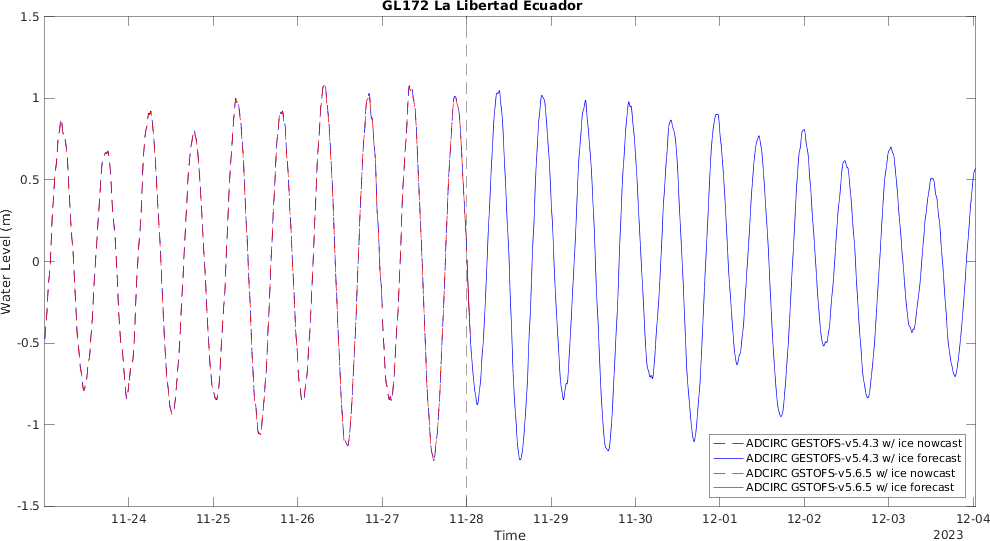 GL172 La Libertad Ecuador
1.5
1
0.5
0
-0.5
-1
-1.5
Water Level (m)
11-24 11-25 11-26 11-27 11-28 11-29 11-30 12-01 12-02 12-03 12-04
Time
2023
ADCIRC GESTOFS-v5.4.3 w/ ice nowcast
ADCIRC GESTOFS-v5.4.3 w/ ice forecast
ADCIRC GSTOFS-v5.6.5 w/ ice nowcast
ADCIRC GSTOFS-v5.6.5 w/ ice forecast